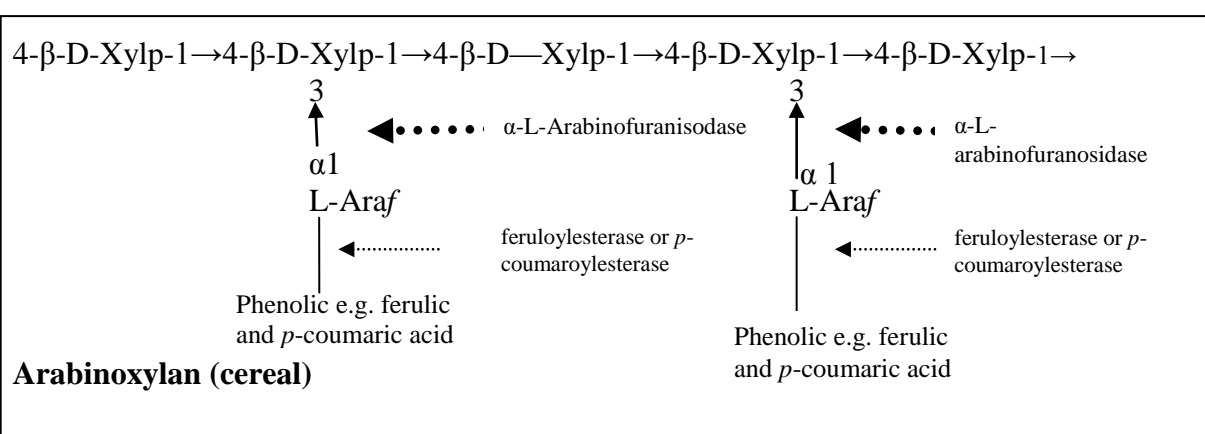 4-β-D-Xylp-1→4-β-D-Xylp-1→4-β-D—Xylp-1→4-β-D-Xylp-1→4-β-D-Xylp-1→
3 3
α-L-Arabinofuranisodase α-L-
arabinofuranosidase
α1 α 1
L-Araf L-Araf
feruloylesterase or p- feruloylesterase or p-
coumaroylesterase coumaroylesterase
Phenolic e.g. ferulic
and p-coumaric acid
Phenolic e.g. ferulic
and p-coumaric acid
Arabinoxylan (cereal)